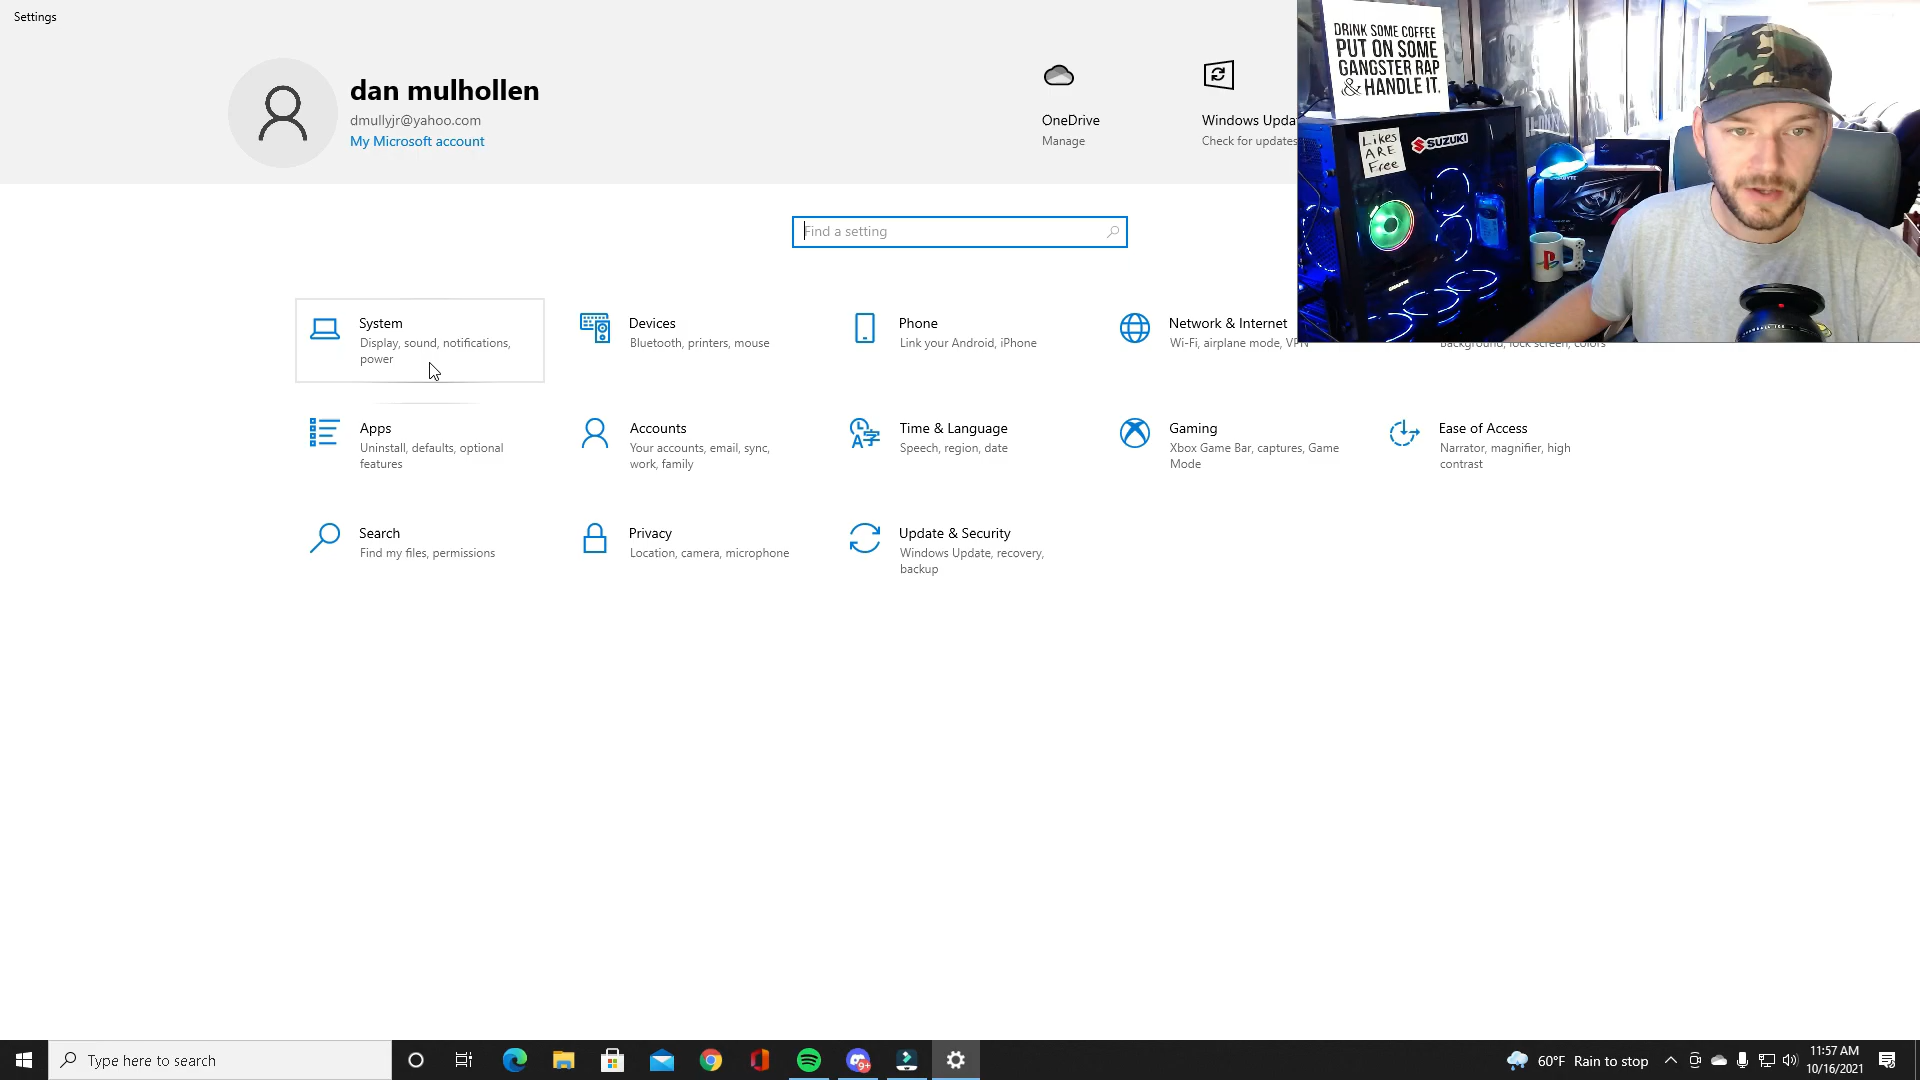 Settings
dan mulhollen
dmullyjr@yahoo.com
My Microsoft account
OneDrive
Manage
Windows Upda
Check for updates
DRINK SOME COFFEE
PUT ON SOME
GANGSTER RAP
& HANDLE IT.
Likes
ARE
Free
SUZUKI
Find a setting
System
Display, sound, notifications,
power
Devices
Bluetooth, printers, mouse
Phone
Link your Android, iPhone
Network & Internet
Wi-Fi, airplane mode, VPN
Background, lock screen, colors
Apps
Uninstall, defaults, optional
features
Accounts
Your accounts, email, sync,
work, family
Time & Language
Speech, region, date
Gaming
Xbox Game Bar, captures, Game
Mode
Ease of Access
Narrator, magnifier, high
contrast
Search
Find my files, permissions
Privacy
Location, camera, microphone
Update & Security
Windows Update, recovery,
backup
Type here to search
9+
60°F Rain to stop
11:57 AM
10/16/2021